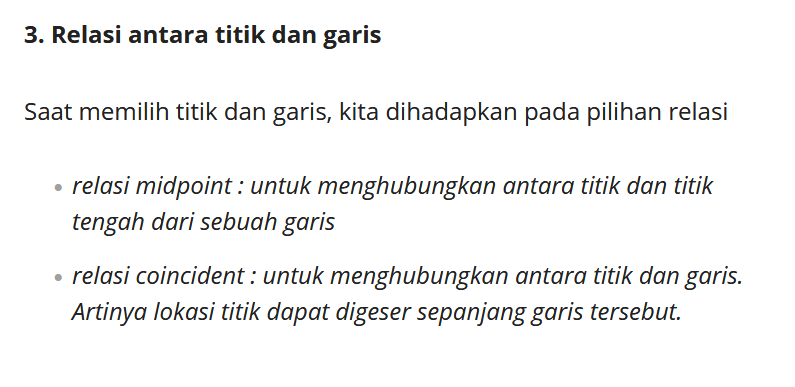 3. Relasi antara titik dan garis
Saat memilih titik dan garis, kita dihadapkan pada pilihan relasi
• relasi midpoint : untuk menghubungkan antara titik dan titik
tengah dari sebuah garis
• relasi coincident : untuk menghubungkan antara titik dan garis.
Artinya lokasi titik dapat digeser sepanjang garis tersebut.